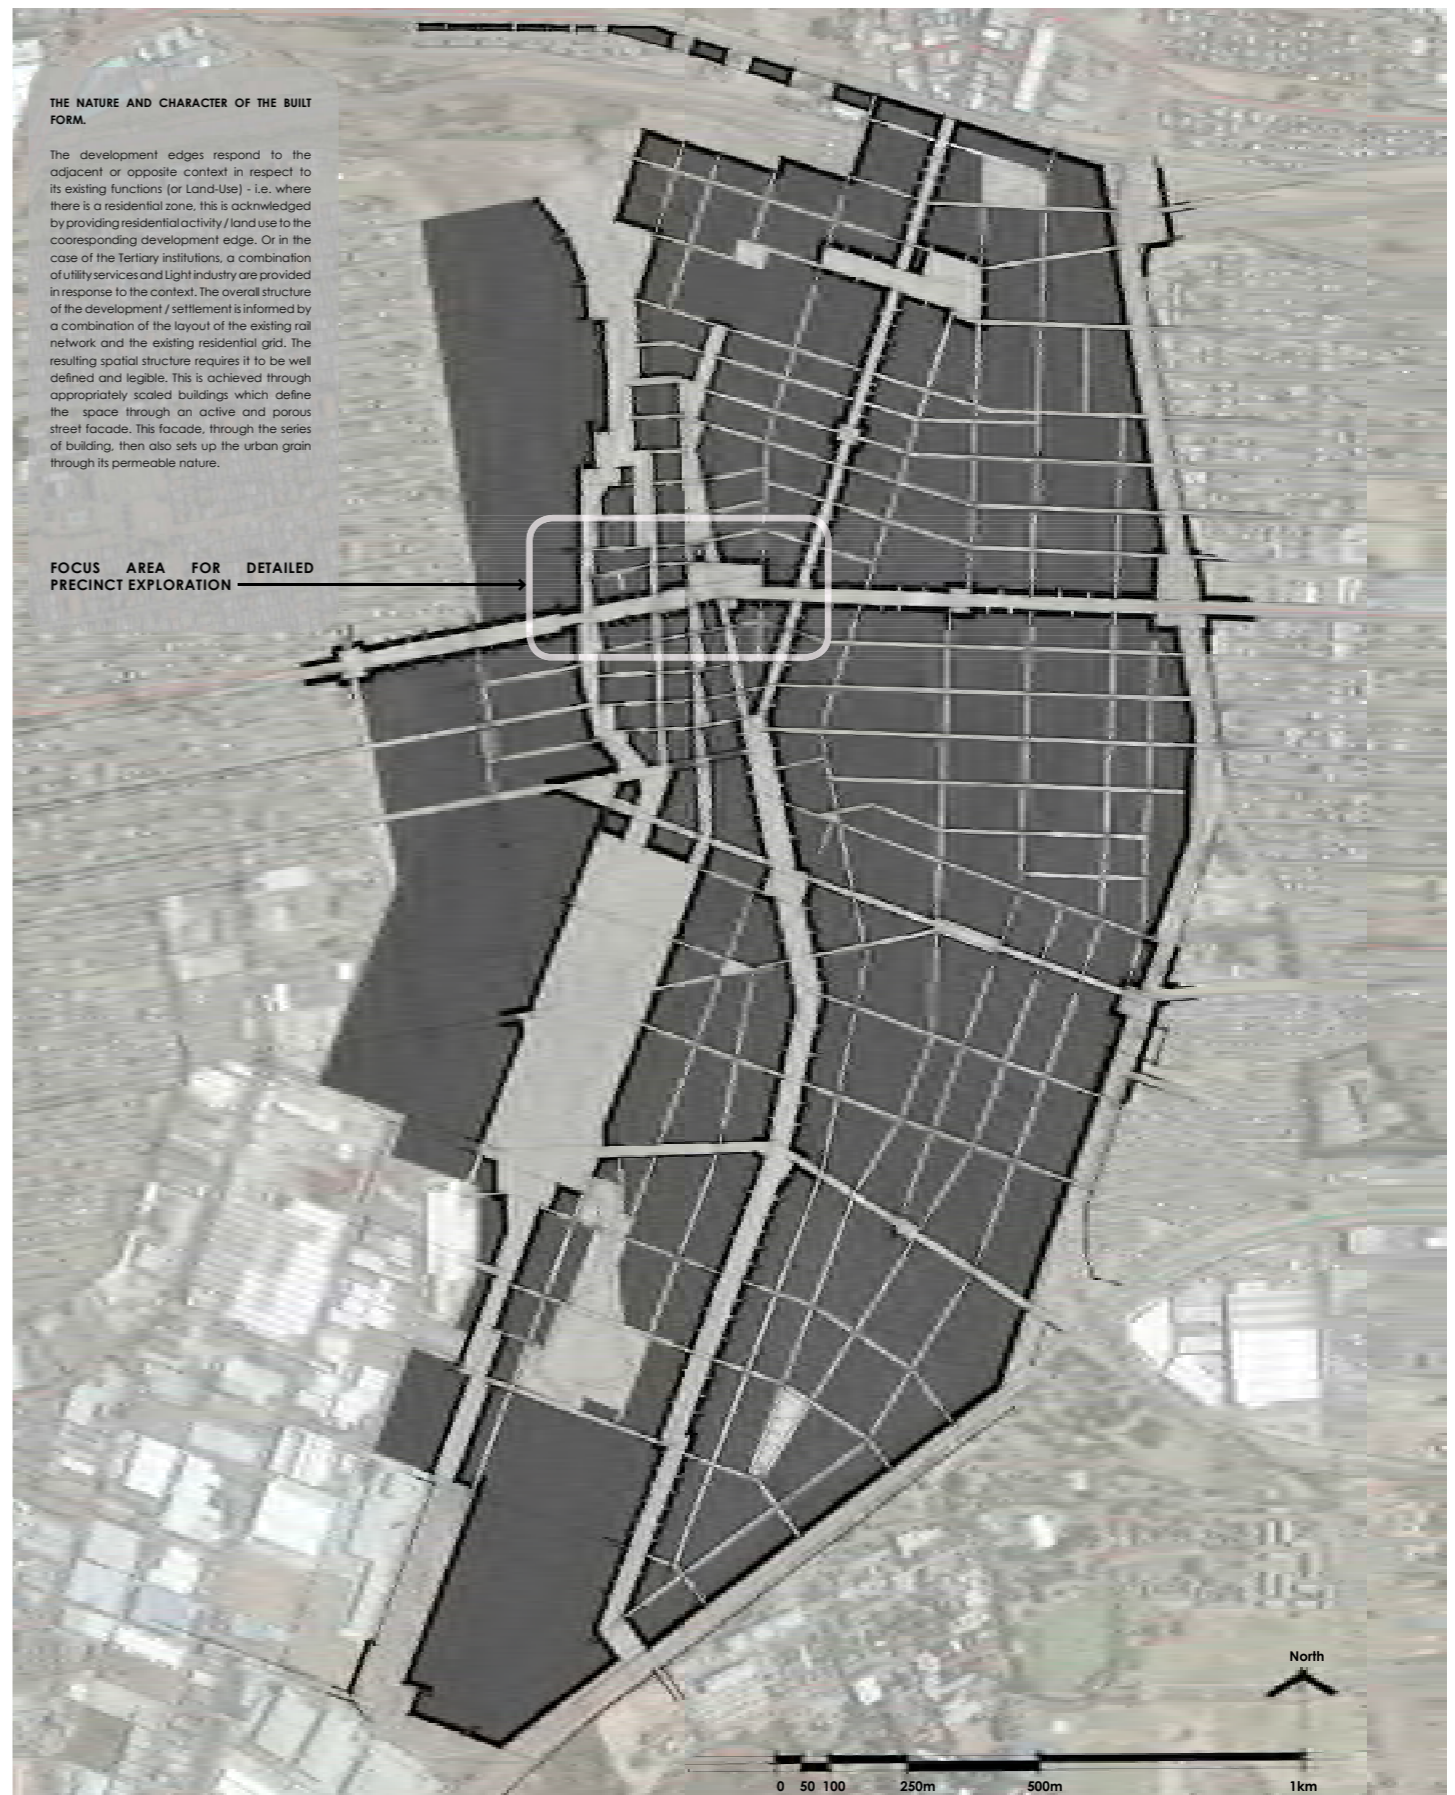 THE NATURE AND CHARACTER OF THE BUILT
FORM.
The development edges respond to the
adjacent or opposite context in respect to
its existing functions (or Land-Use) - i.e. where
there is a residential zone, this is acknwledged
by providing residential activity / land use to the
cooresponding development edge. Or in the
case of the Tertiary institutions, a combination
of utility services and Light industry are provided
in response to the context. The overall structure
of the development / settlement is informed by
a combination of the layout of the existing rail
network and the existing residential grid. The
resulting spatial structure requires it to be well
defined and legible. This is achieved through
appropriately scaled buildings which define
the space through an active and porous
street facade. This facade, through the series
of building, then also sets up the urban grain
through its permeable nature.
FOCUS AREA FOR DETAILED
PRECINCT EXPLORATION
North
0 50 100 250m 500m 1km